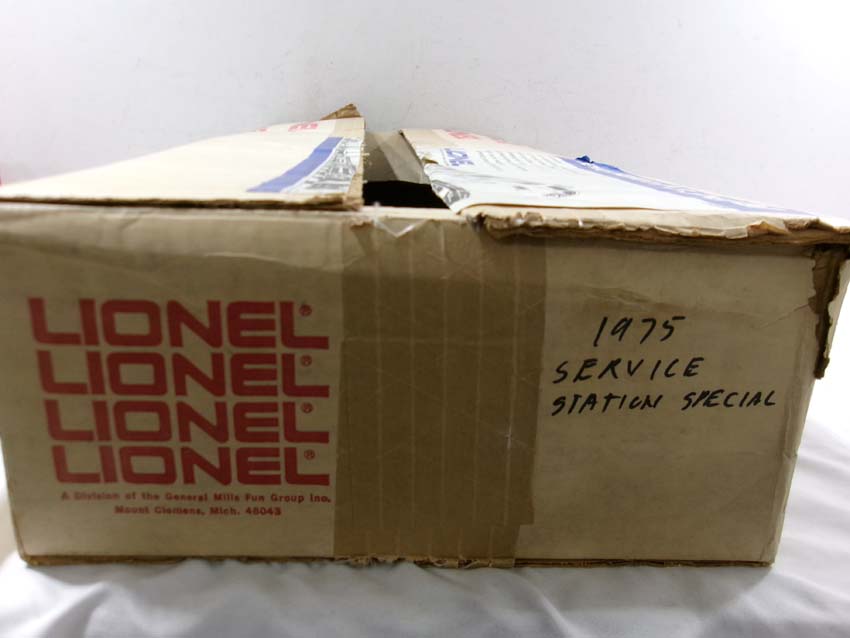 LIONEL
LIONEL®
LIONEL®
LIONEL®
LIONEL®
A Division of the General Mills Fun Group Inc.
Mount Clemens, Mich. 48043
1975
SERVICE
STATION SPECIAL